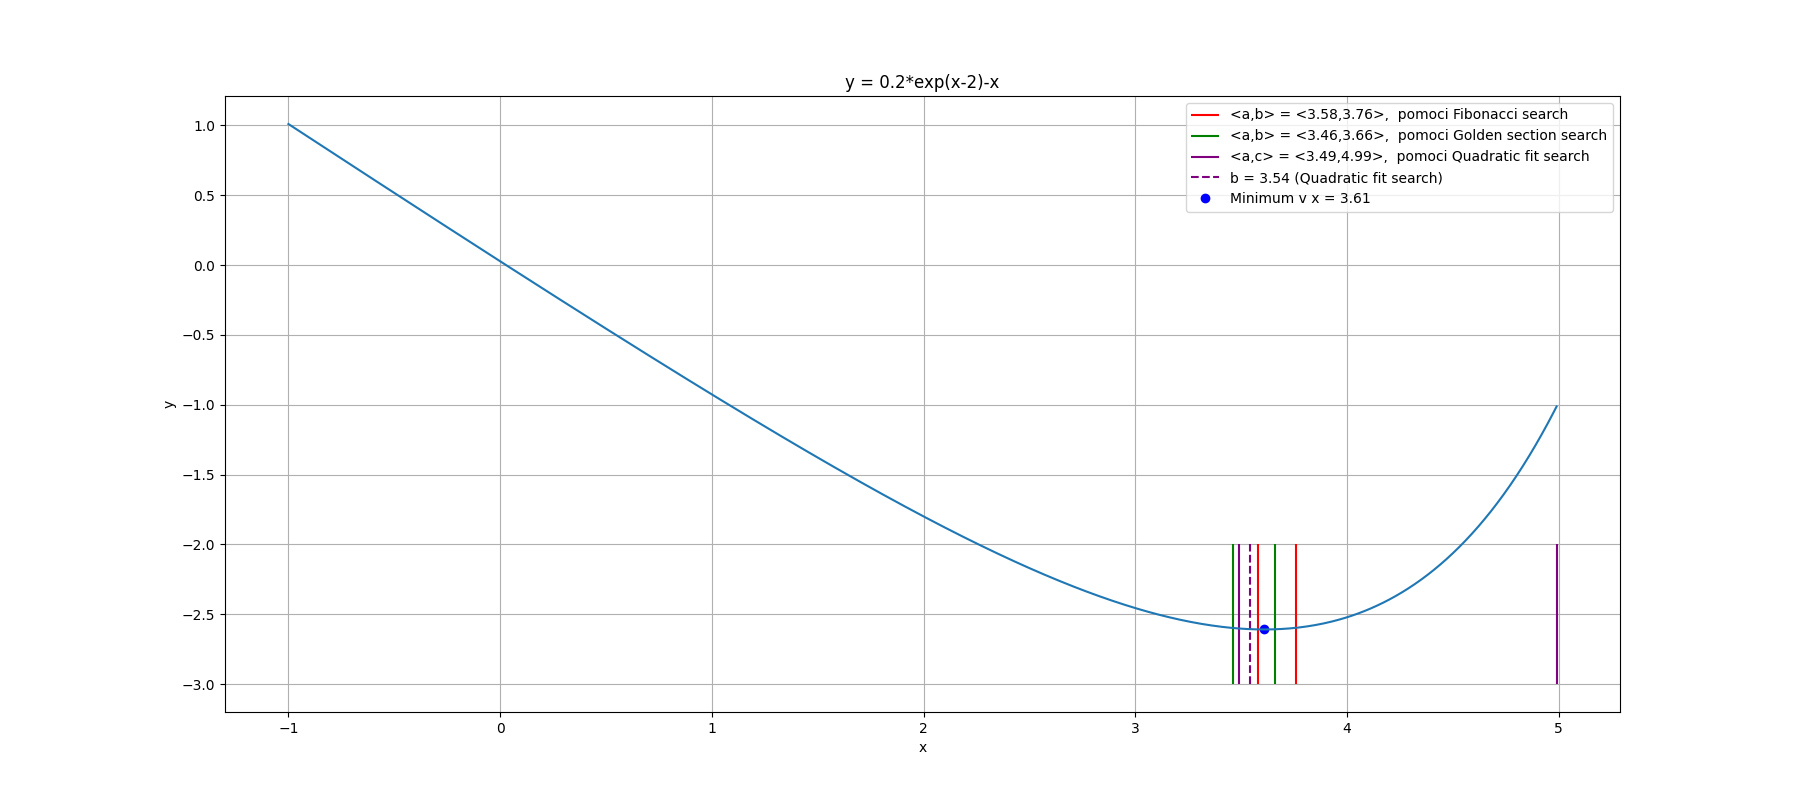 y = 0.2*exp(x-2)-x
<a,b> = <3.58,3.76>,  pomoci Fibonacci search
<a,b> = <3.46,3.66>,  pomoci Golden section search
<a,c> = <3.49,4.99>,  pomoci Quadratic fit search
b = 3.54 (Quadratic fit search)
Minimum v x = 3.61
y
1.0
0.5
0.0
−0.5
−1.0
−1.5
−2.0
−2.5
−3.0
−1 0 1 2 3 4 5
x